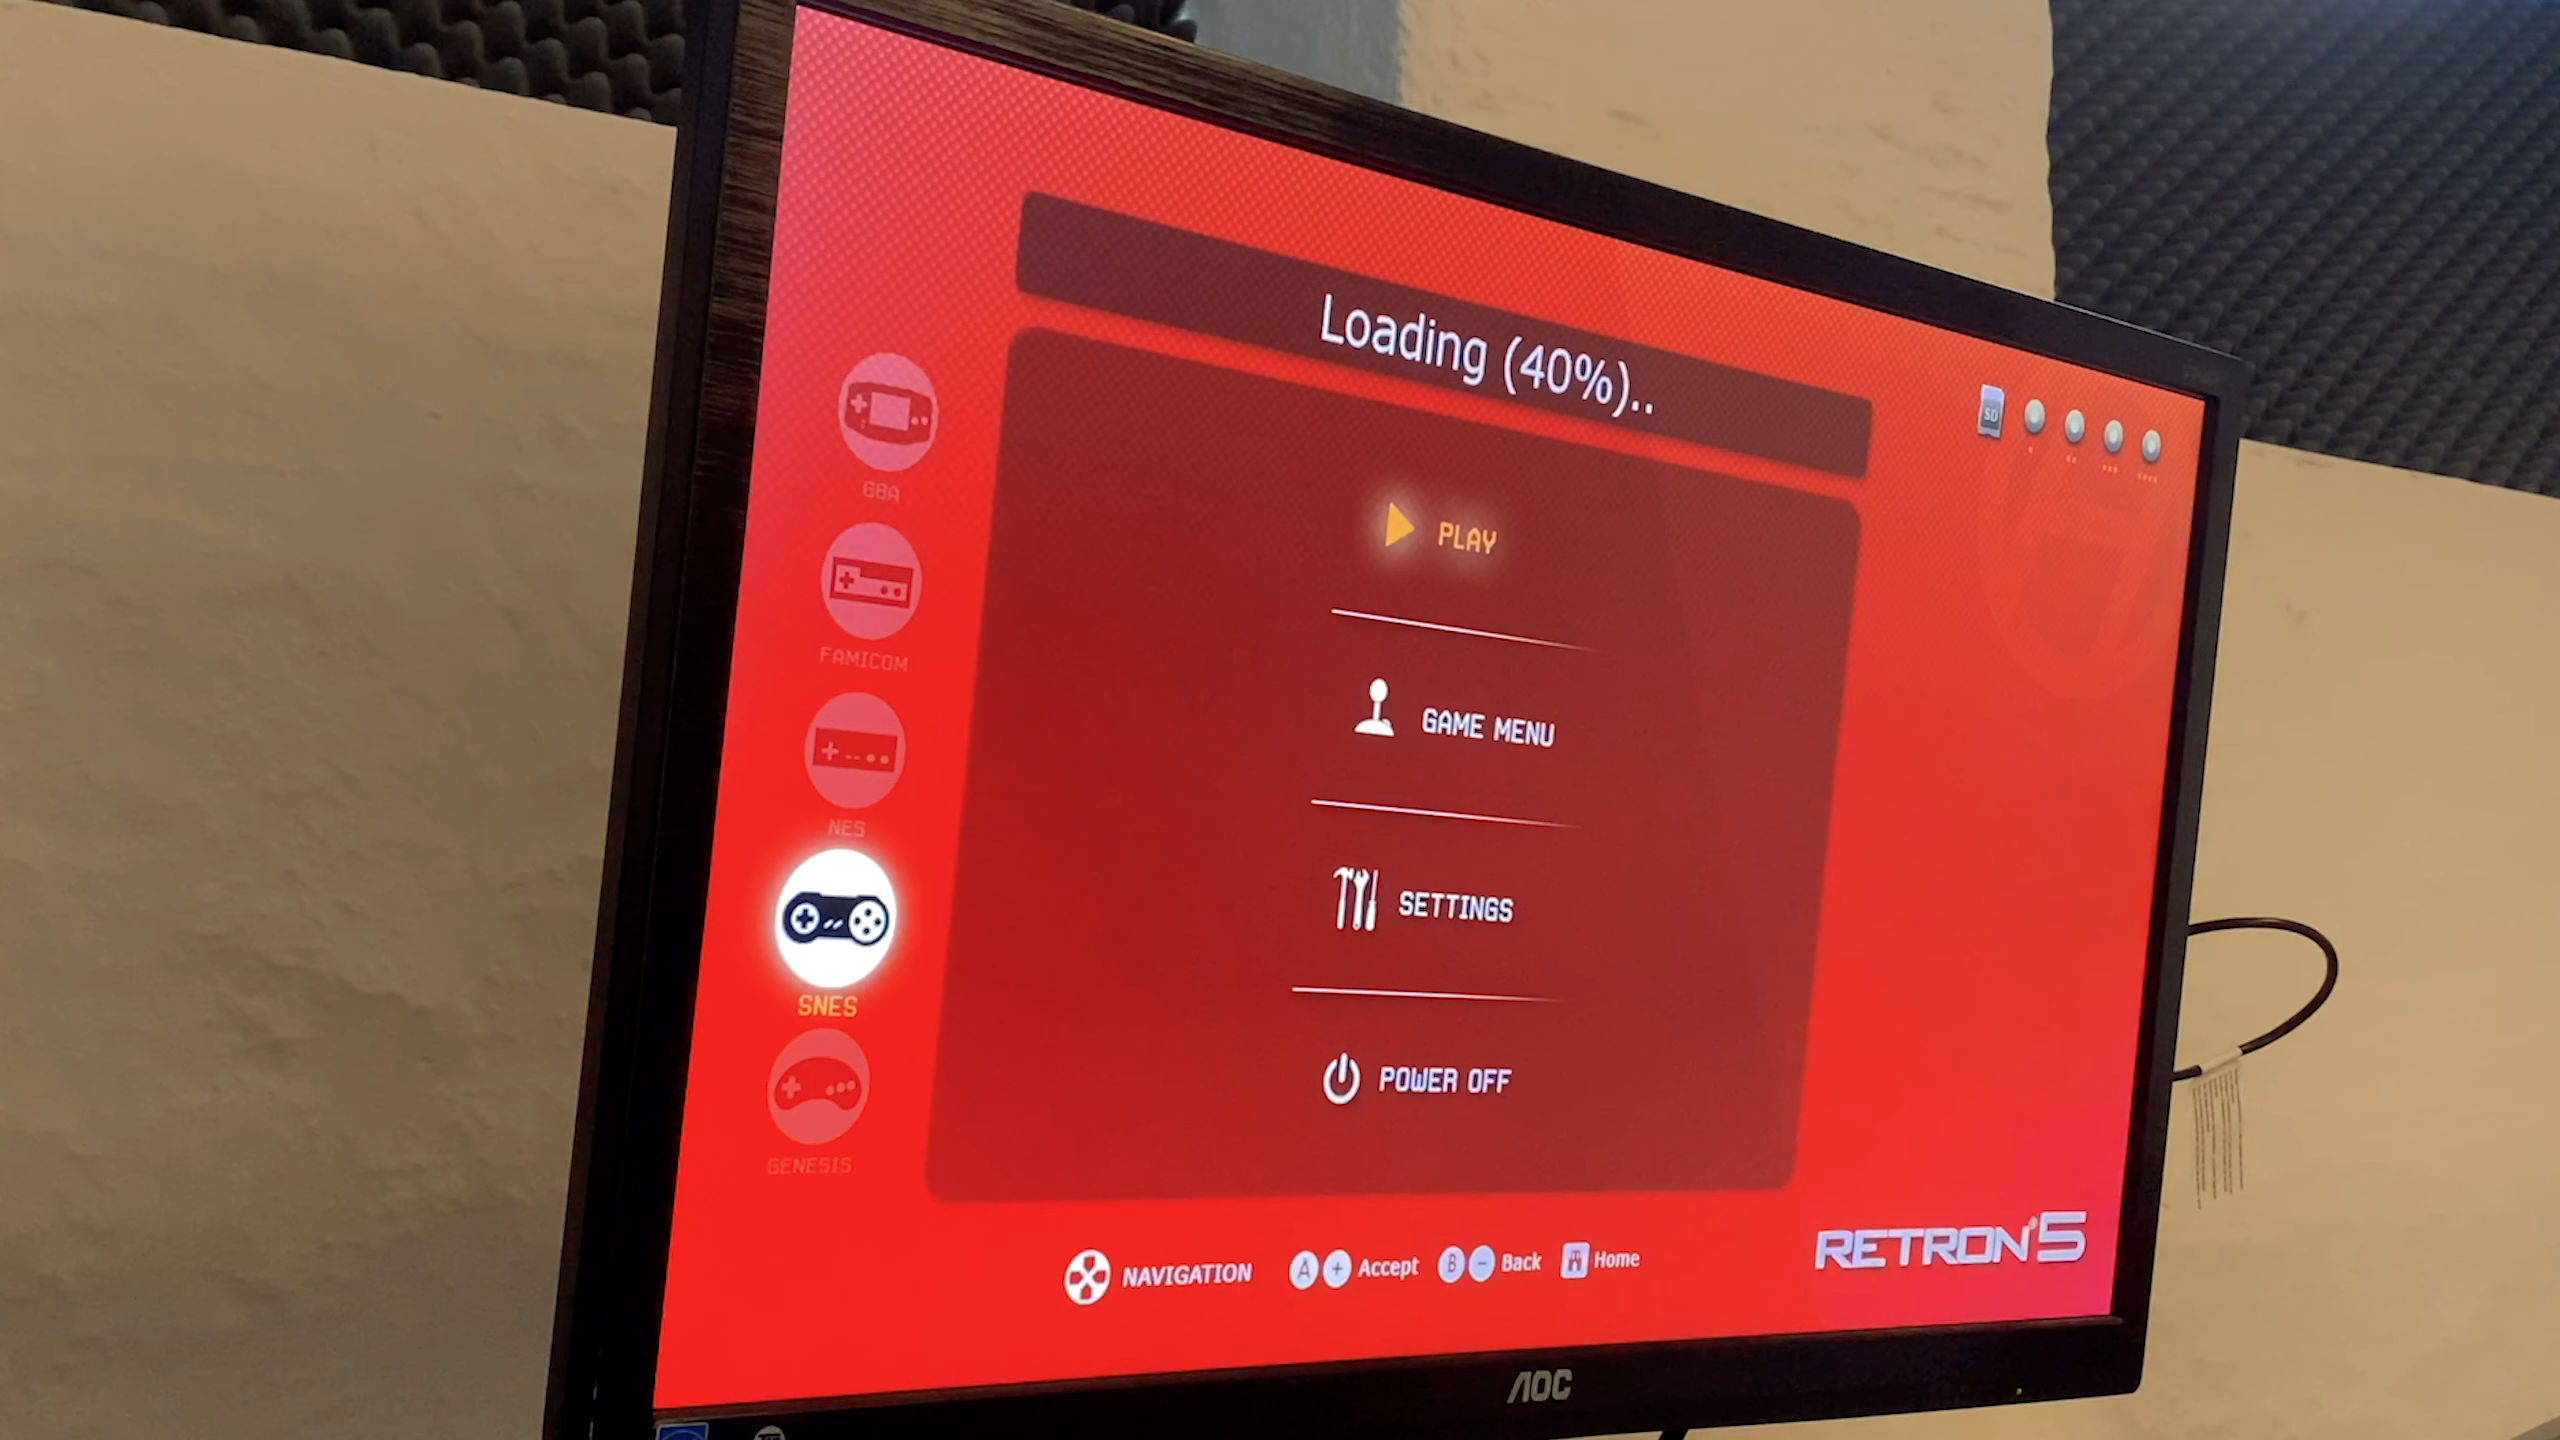 Loading (40%)..
SD
GBA
FAMICOM
NES
SNES
GENESIS
PLAY
GAME MENU
SETTINGS
POWER OFF
NAVIGATION A + Accept B - Back Home
RETRON 5
AOC